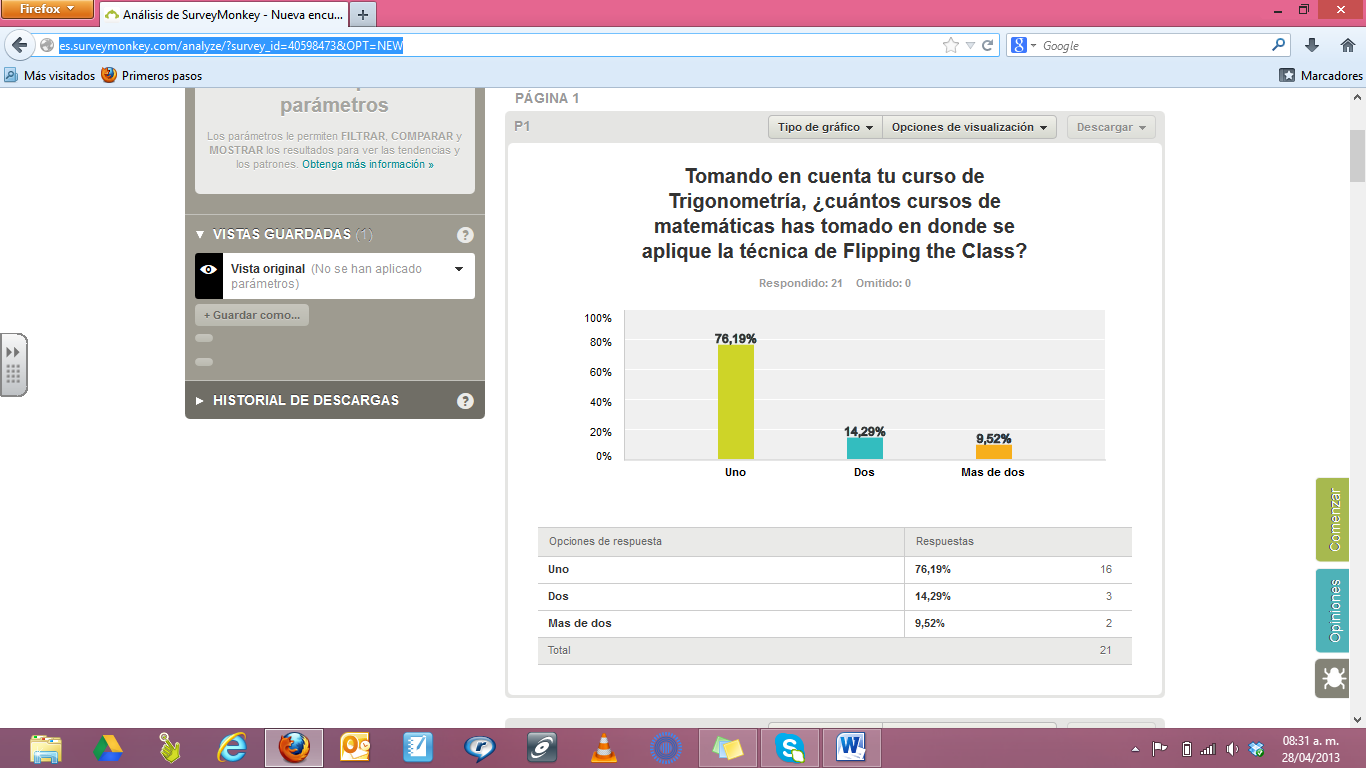 Firefox
Análisis de SurveyMonkey - Nueva encu...
es.surveymonkey.com/analyze/?survey_id=40598473&OPT=NEW
Google
Más visitados
Primeros pasos
Marcadores
parámetros
Los parámetros le permiten FILTRAR, COMPARAR y
MOSTRAR los resultados para ver las tendencias y
los patrones. Obtenga más información »
VISTAS GUARDADAS (1)
?
Vista original (No se han aplicado
parámetros)
+ Guardar como...
HISTORIAL DE DESCARGAS
?
PÁGINA 1
P1
Tipo de gráfico
Opciones de visualización
Descargar
Tomando en cuenta tu curso de
Trigonometría, ¿cuántos cursos de
matemáticas has tomado en donde se
aplique la técnica de Flipping the Class?
Respondido: 21 Omitido: 0
100%
80%
60%
40%
20%
0%
76,19%
14,29%
9,52%
Uno
Dos
Mas de dos
Opciones de respuesta Respuestas
Uno 76,19% 16
Dos 14,29% 3
Mas de dos 9,52% 2
Total 21
Comenzar
Opiniones
08:31 a. m.
28/04/2013